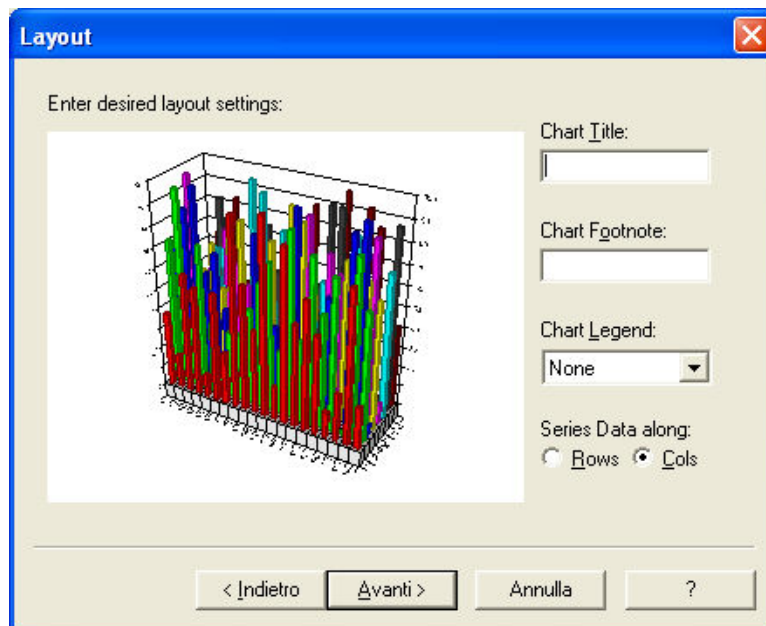 Layout
Enter desired layout settings:
Chart Title:
Chart Footnote:
Chart Legend:
None
Series Data along:
Rows Cols
< Indietro Avanti > Annulla ?